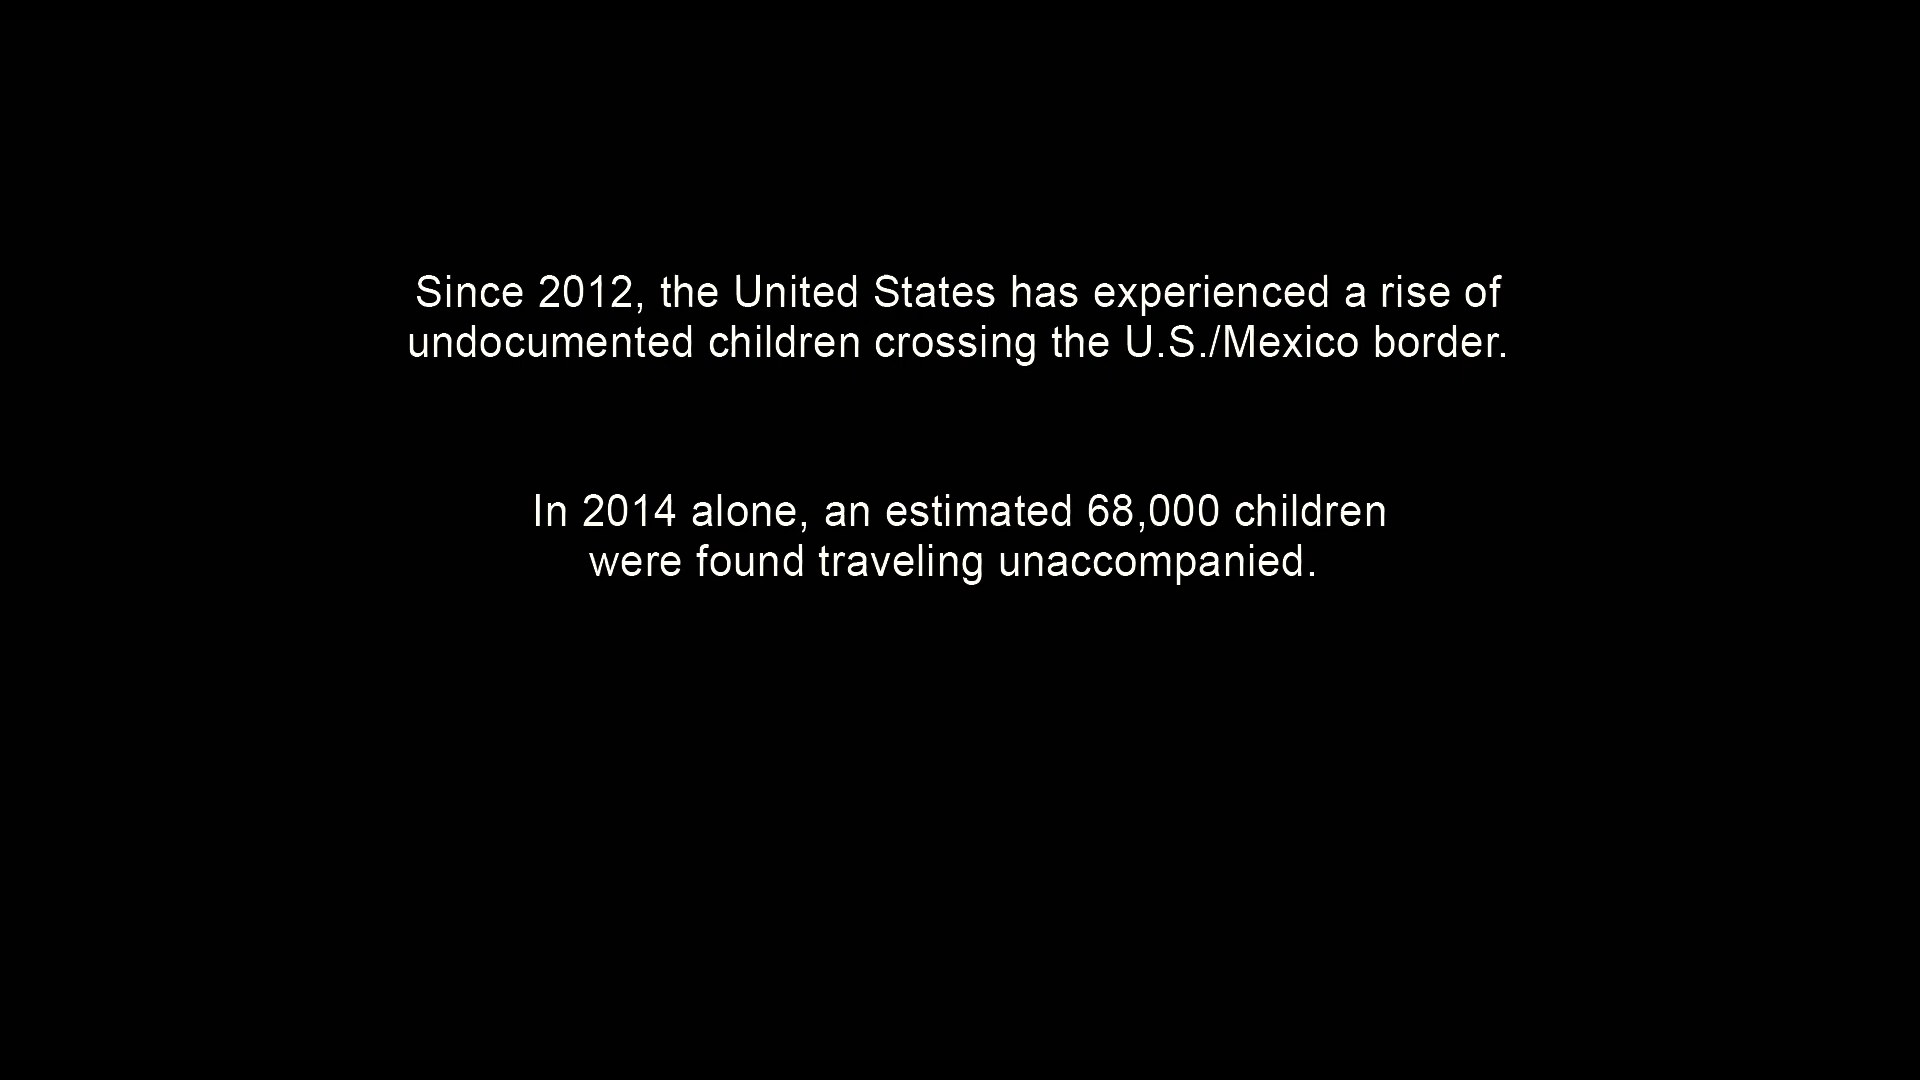 Since 2012, the United States has experienced a rise of
undocumented children crossing the U.S./Mexico border.
In 2014 alone, an estimated 68,000 children
were found traveling unaccompanied.